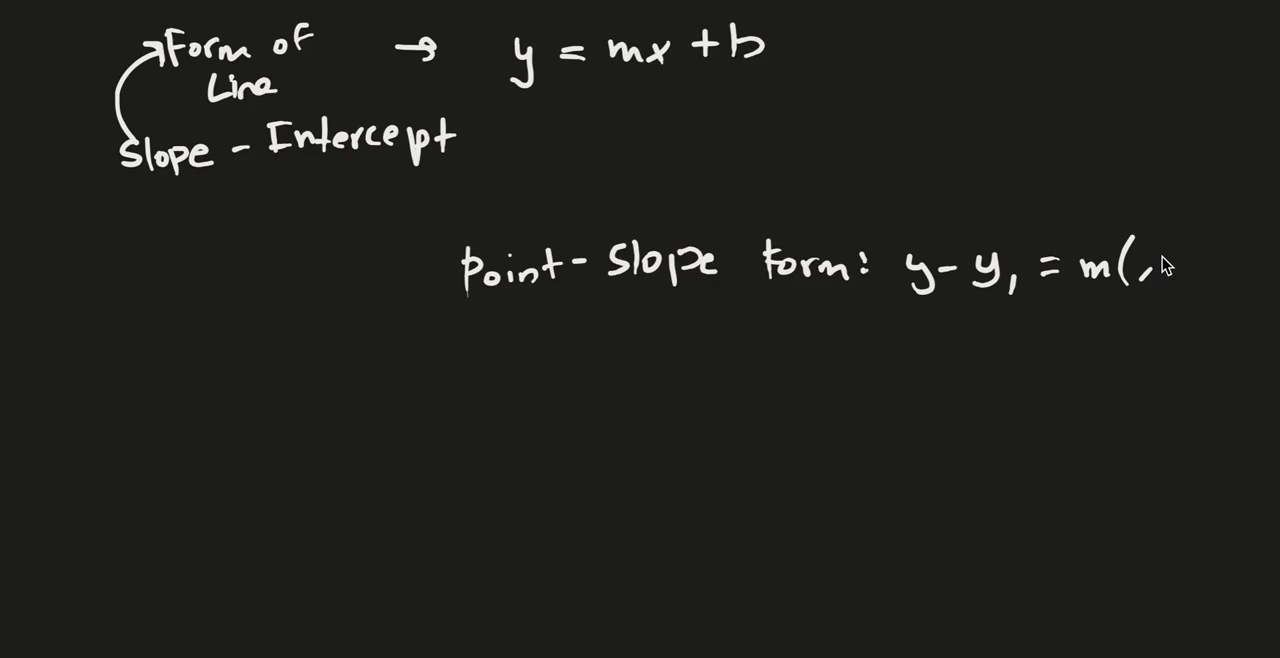 Form of → y = mx + b
Line
Slope - Intercept
point - slope form: y - y₁ = m(